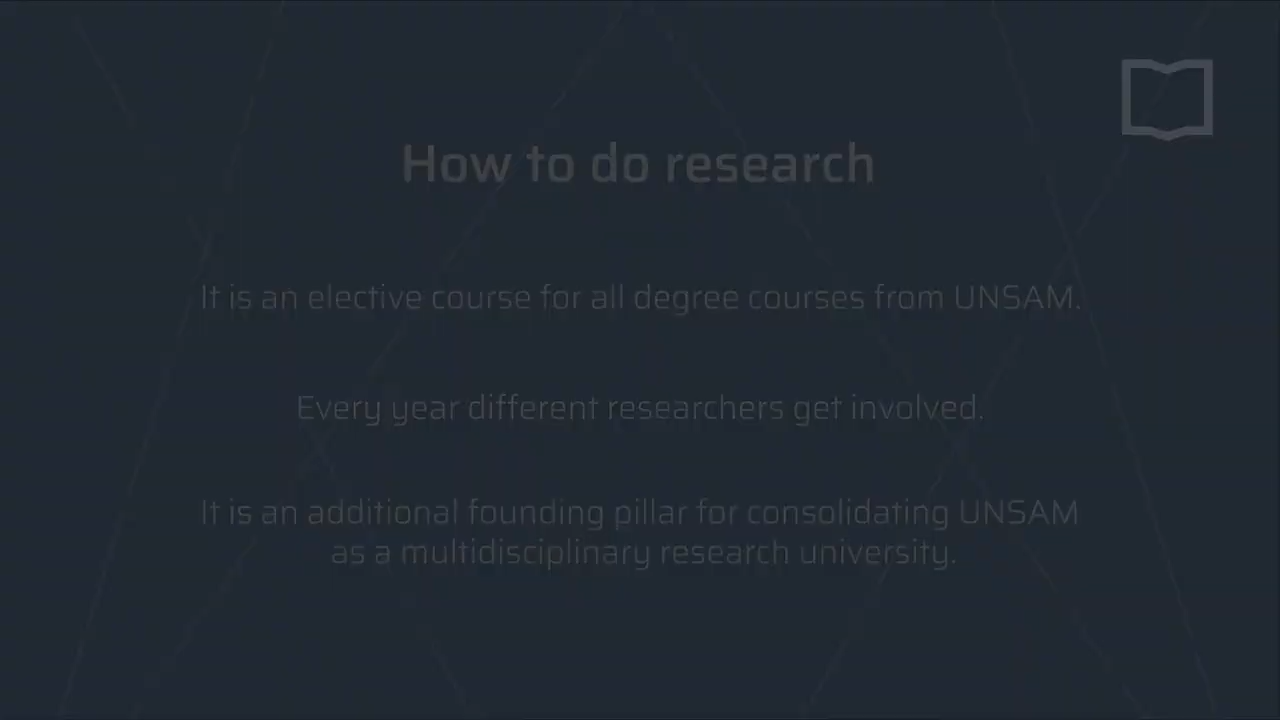 How to do research
It is an elective course for all degree courses from UNSAM.
Every year different researchers get involved.
It is an additional founding pillar for consolidating UNSAM
as a multidisciplinary research university.